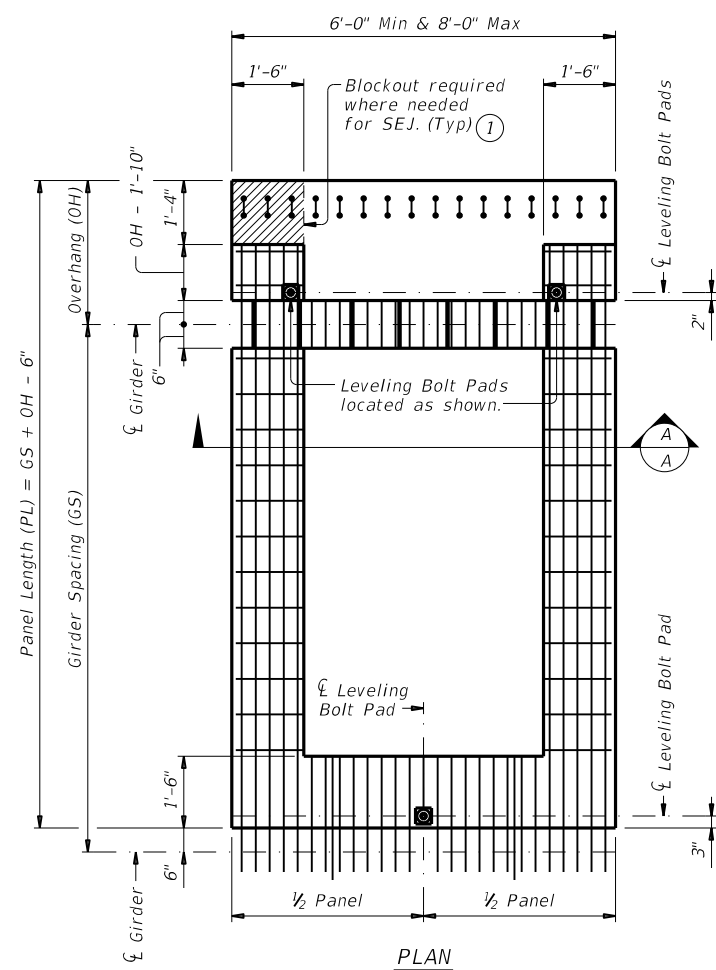 6'-0" Min & 8'-0" Max
1'-6"
1'-6"
Blockout required
where needed
for SEJ. (Typ) 1
℄ Leveling Bolt Pads
Overhang (OH)
OH - 1'-10"
1'-4"
2"
6"
℄ Girder
Leveling Bolt Pads
located as shown.
A
A
Panel Length (PL) = GS + OH - 6"
Girder Spacing (GS)
℄ Leveling
Bolt Pad
℄ Leveling Bolt Pad
1'-6"
3"
6"
℄ Girder
½ Panel
½ Panel
PLAN